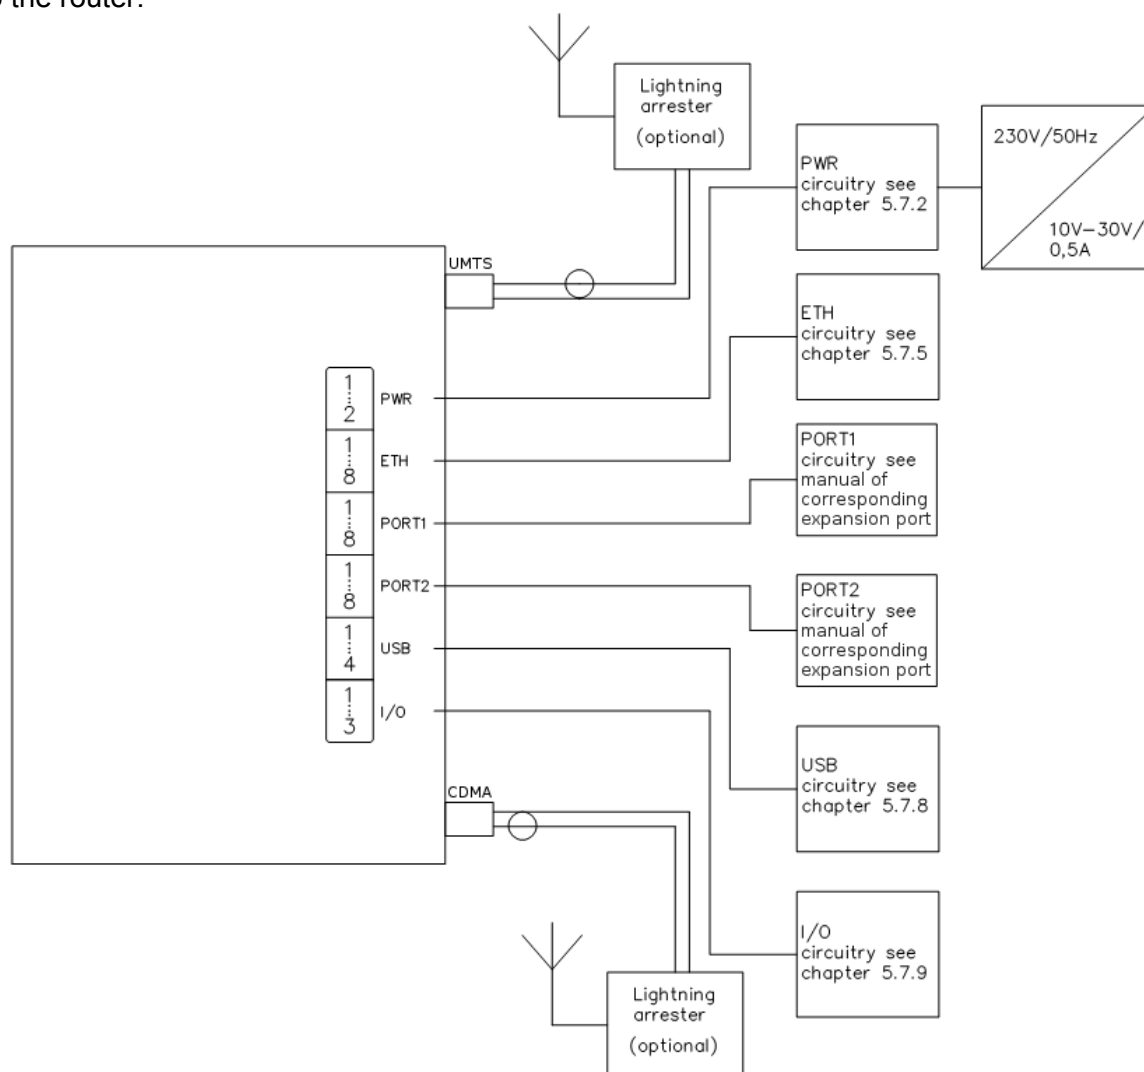 the router.
Lightning
arrester
(optional)
230V/50Hz
10V-30V/
0,5A
PWR
circuitry see
chapter 5.7.2
UMTS
ETH
circuitry see
chapter 5.7.5
1
2
PWR
1
8
ETH
1
8
PORT1
1
8
PORT2
1
4
USB
1
3
I/O
PORT1
circuitry see
manual of
corresponding
expansion port
PORT2
circuitry see
manual of
corresponding
expansion port
USB
circuitry see
chapter 5.7.8
CDMA
I/O
circuitry see
chapter 5.7.9
Lightning
arrester
(optional)